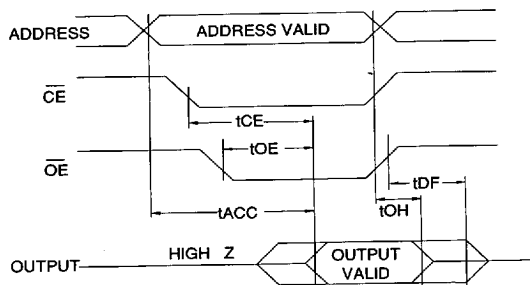 ADDRESS
ADDRESS VALID
CE
tCE
OE
tOE
tDF
tACC
tOH
OUTPUT
HIGH Z
OUTPUT
VALID